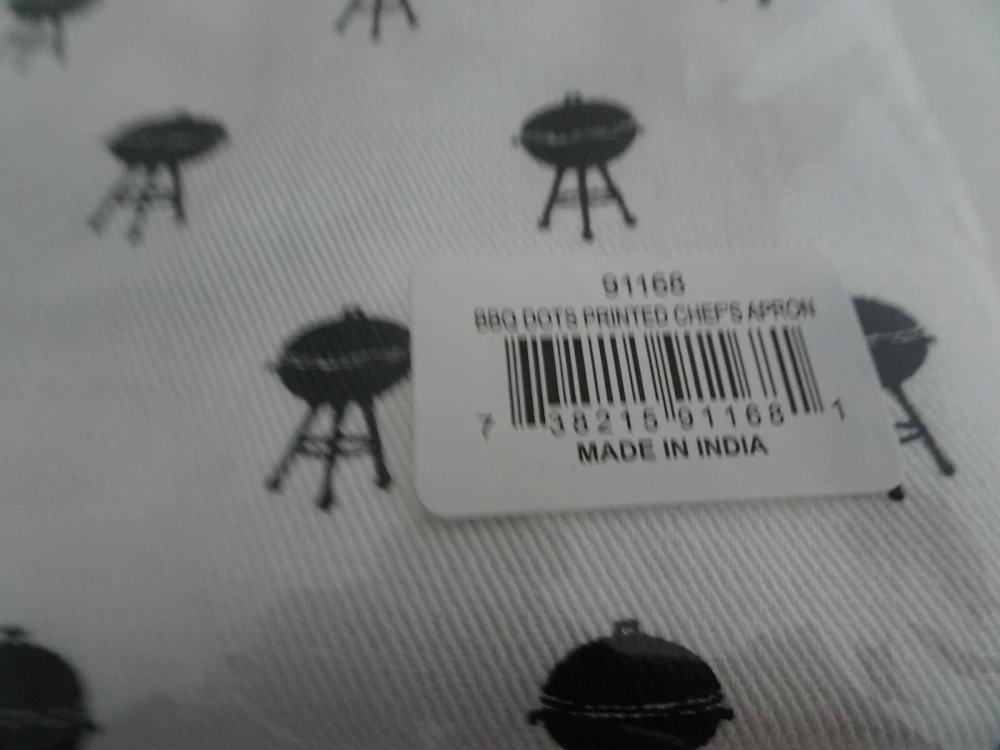 91168
BBQ DOTS PRINTED CHEF'S APRON
7 38215 91168 1
MADE IN INDIA